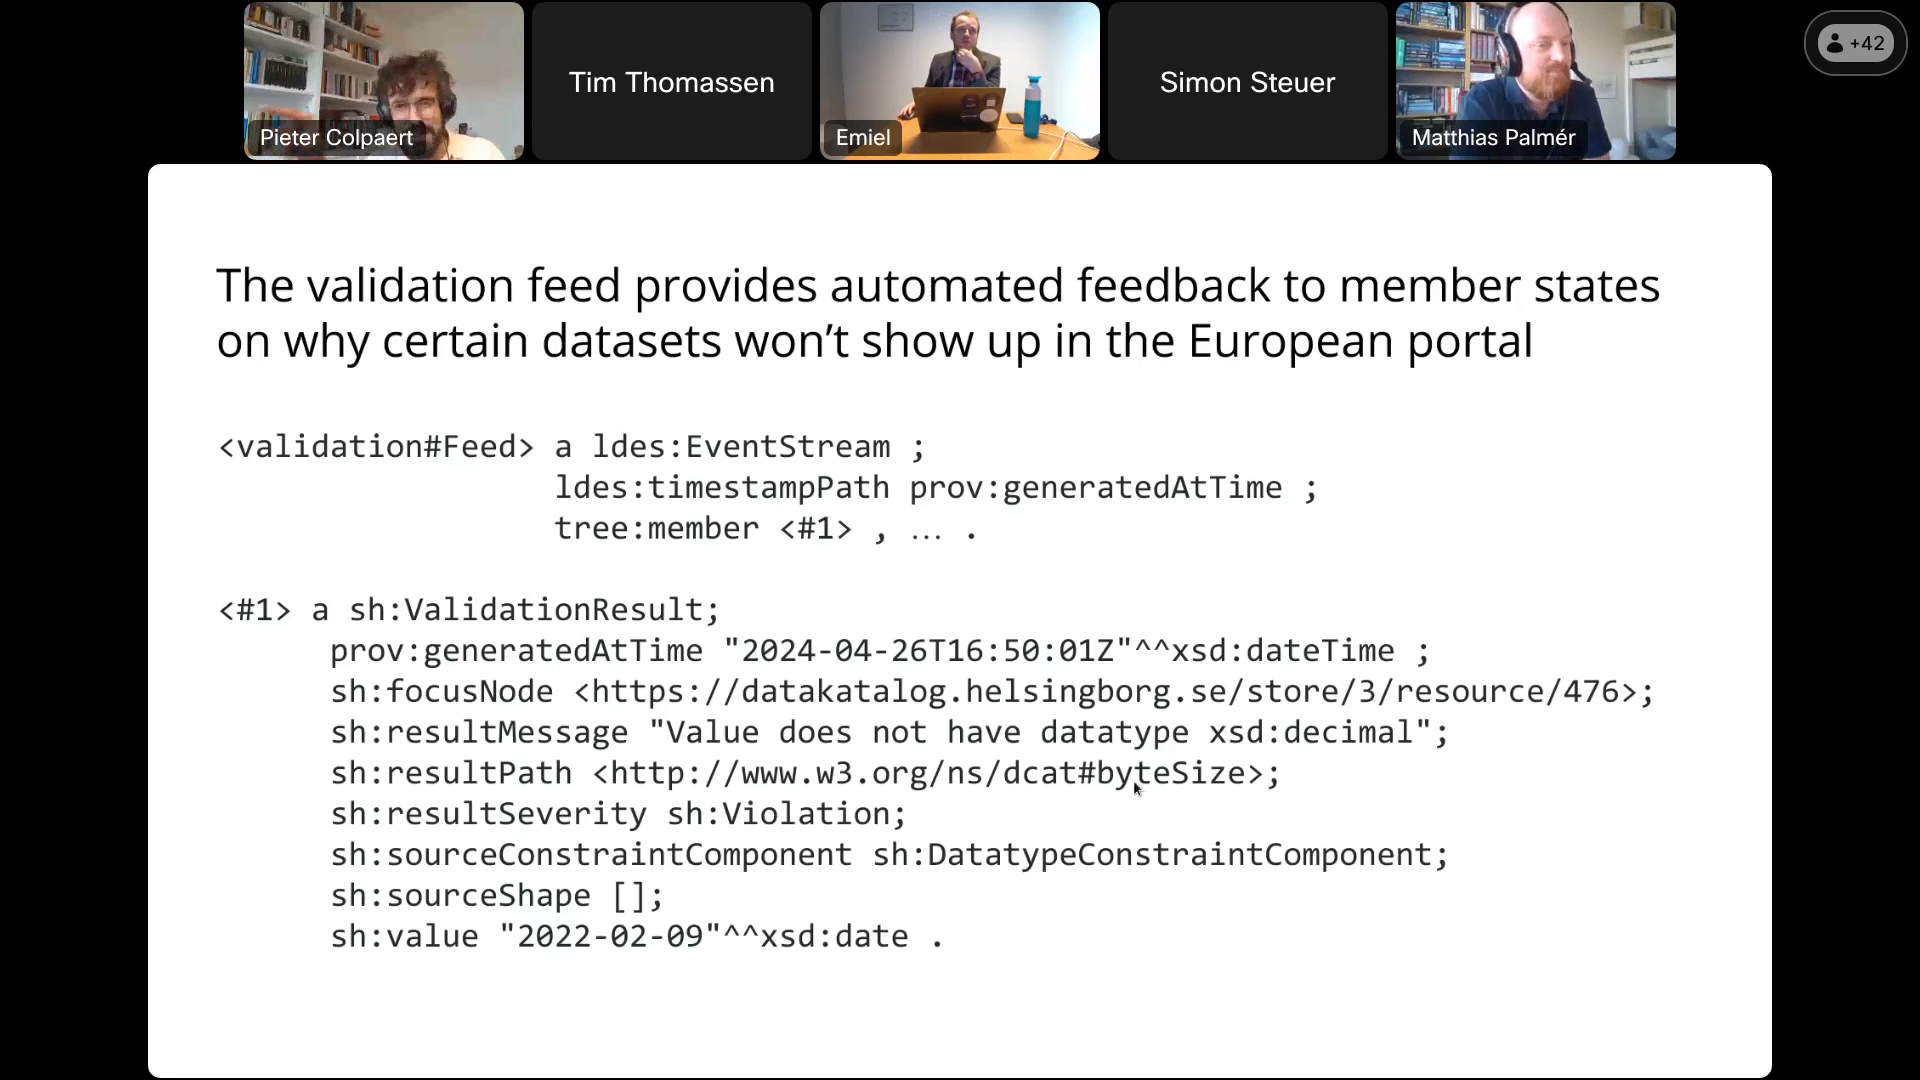 Pieter Colpaert
Tim Thomassen
Emiel
Simon Steuer
Matthias Palmér
+42
The validation feed provides automated feedback to member states
on why certain datasets won’t show up in the European portal
<validation#Feed> a ldes:EventStream ;
ldes:timestampPath prov:generatedAtTime ;
tree:member <#1> , … .
<#1> a sh:ValidationResult;
prov:generatedAtTime "2024-04-26T16:50:01Z"^^xsd:dateTime ;
sh:focusNode <https://datakatalog.helsingborg.se/store/3/resource/476>;
sh:resultMessage "Value does not have datatype xsd:decimal";
sh:resultPath <http://www.w3.org/ns/dcat#byteSize>;
sh:resultSeverity sh:Violation;
sh:sourceConstraintComponent sh:DatatypeConstraintComponent;
sh:sourceShape [];
sh:value "2022-02-09"^^xsd:date .